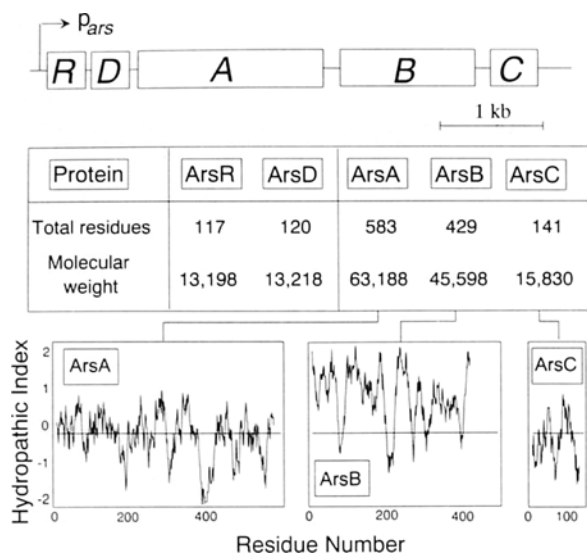 pars
R D A B C
1 kb
Protein ArsR ArsD ArsA ArsB ArsC
Total residues 117 120 583 429 141
Molecular weight 13,198 13,218 63,188 45,598 15,830
ArsA
ArsB
ArsC
Hydropathic Index
2
1
0
-1
-2
0 200 400 0 200 400 0 100
Residue Number